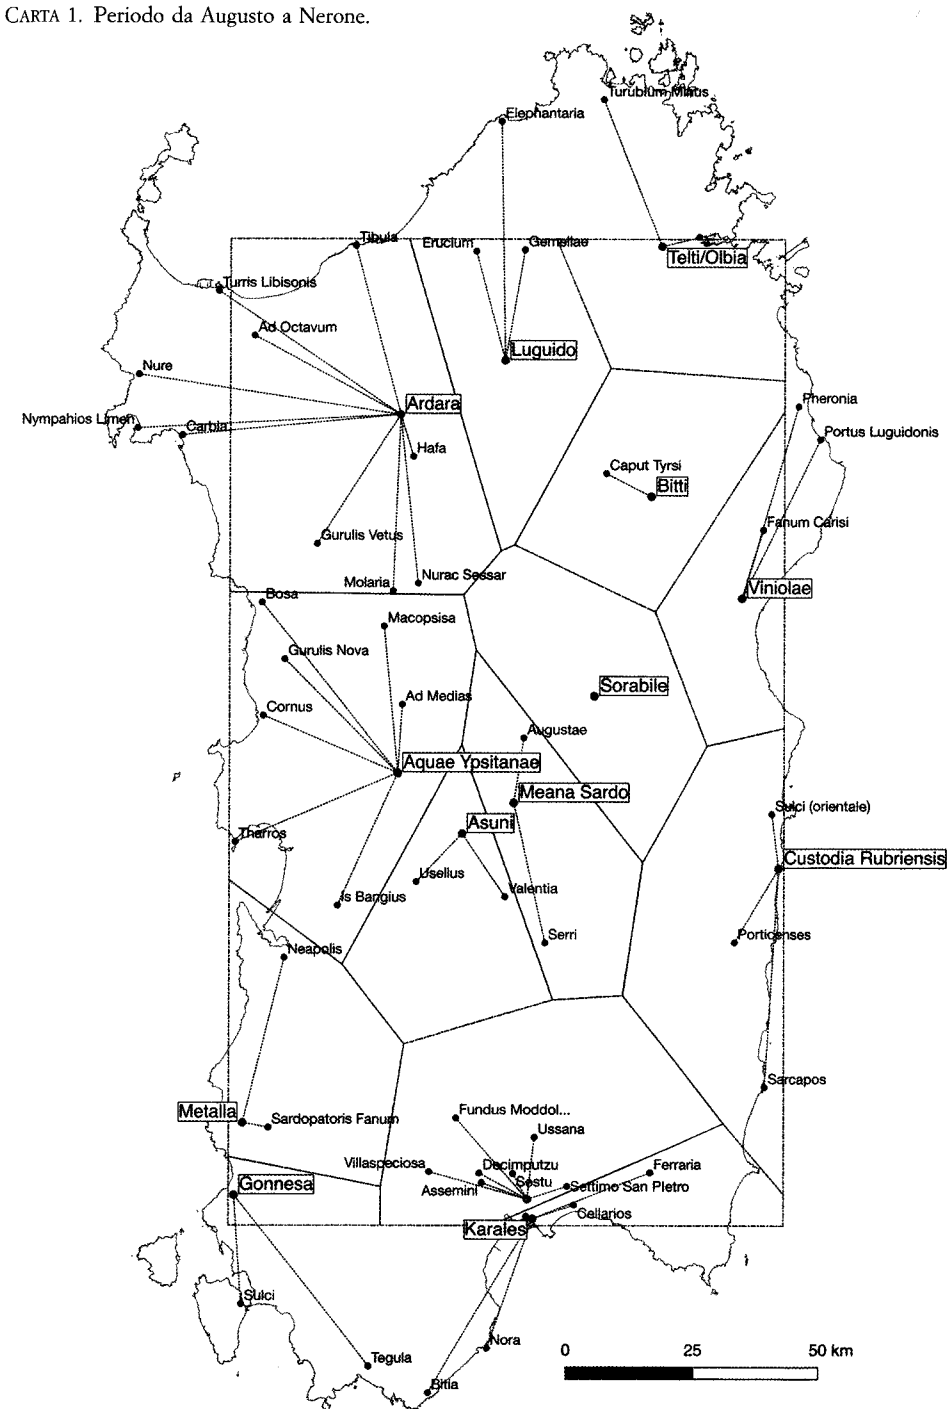 CARTA 1. Periodo da Augusto a Nerone.
Turublum Minus
Elephantaria
Tibula
Erucium
Gemellae
Telti/Olbia
Turris Libisonis
Ad Octavum
Luguido
Nure
Ardara
Pheronia
Nympahios Limen
Carbia
Portus Luguidonis
Hafa
Caput Tyrsi
Bitti
Fanum Carisi
Gurulis Vetus
Molaria
Nurac Sessar
Viniolae
Bosa
Macopsisa
Gurulis Nova
Sorabile
Ad Medias
Cornus
Augustae
Aquae Ypsitanae
Meana Sardo
Sulci (orientale)
Asuni
Tharros
Custodia Rubriensis
Usellus
Valentia
Is Bangius
Serri
Porticenses
Neapolis
Sarcapos
Metalla
Sardopatoris Fanum
Fundus Moddol...
Ussana
Villaspeciosa
Decimputzu
Ferraria
Gonnesa
Assemini
Sestu
Settimo San Pletro
Karales
Cellarios
Sulci
Nora
Tegula
Bitia
0 25 50 km